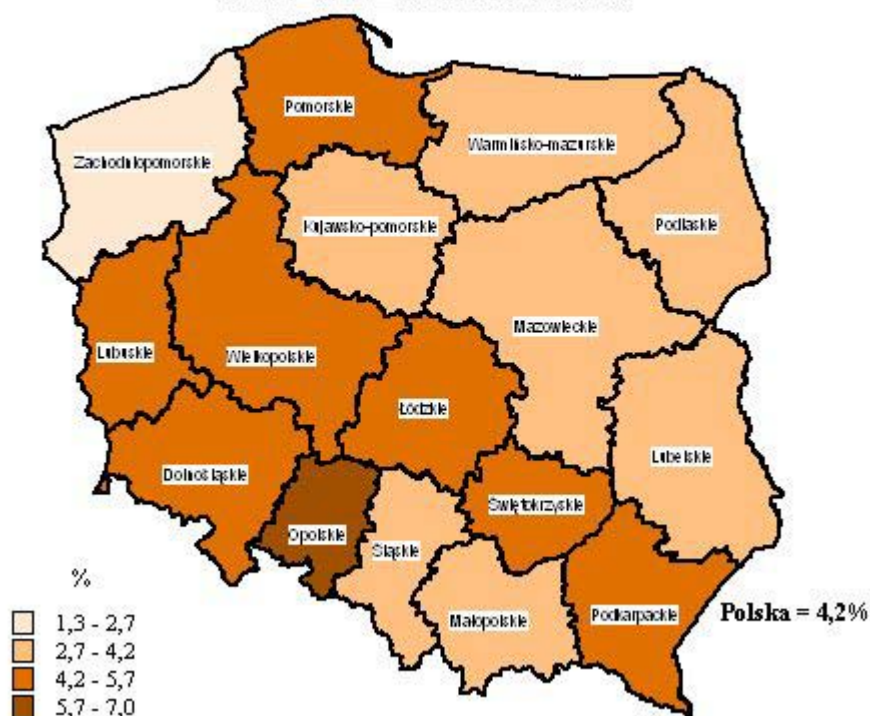 Pomorskie
Warmińsko-mazurskie
Zachodniopomorskie
Podlaskie
Kujawsko-pomorskie
Mazowieckie
Lubuskie
Wielkopolskie
Łódzkie
Lubelskie
Dolnośląskie
Świętokrzyskie
Opolskie
Śląskie
Małopolskie
Podkarpackie
Polska = 4,2%
%
1,3 - 2,7
2,7 - 4,2
4,2 - 5,7
5,7 - 7,0